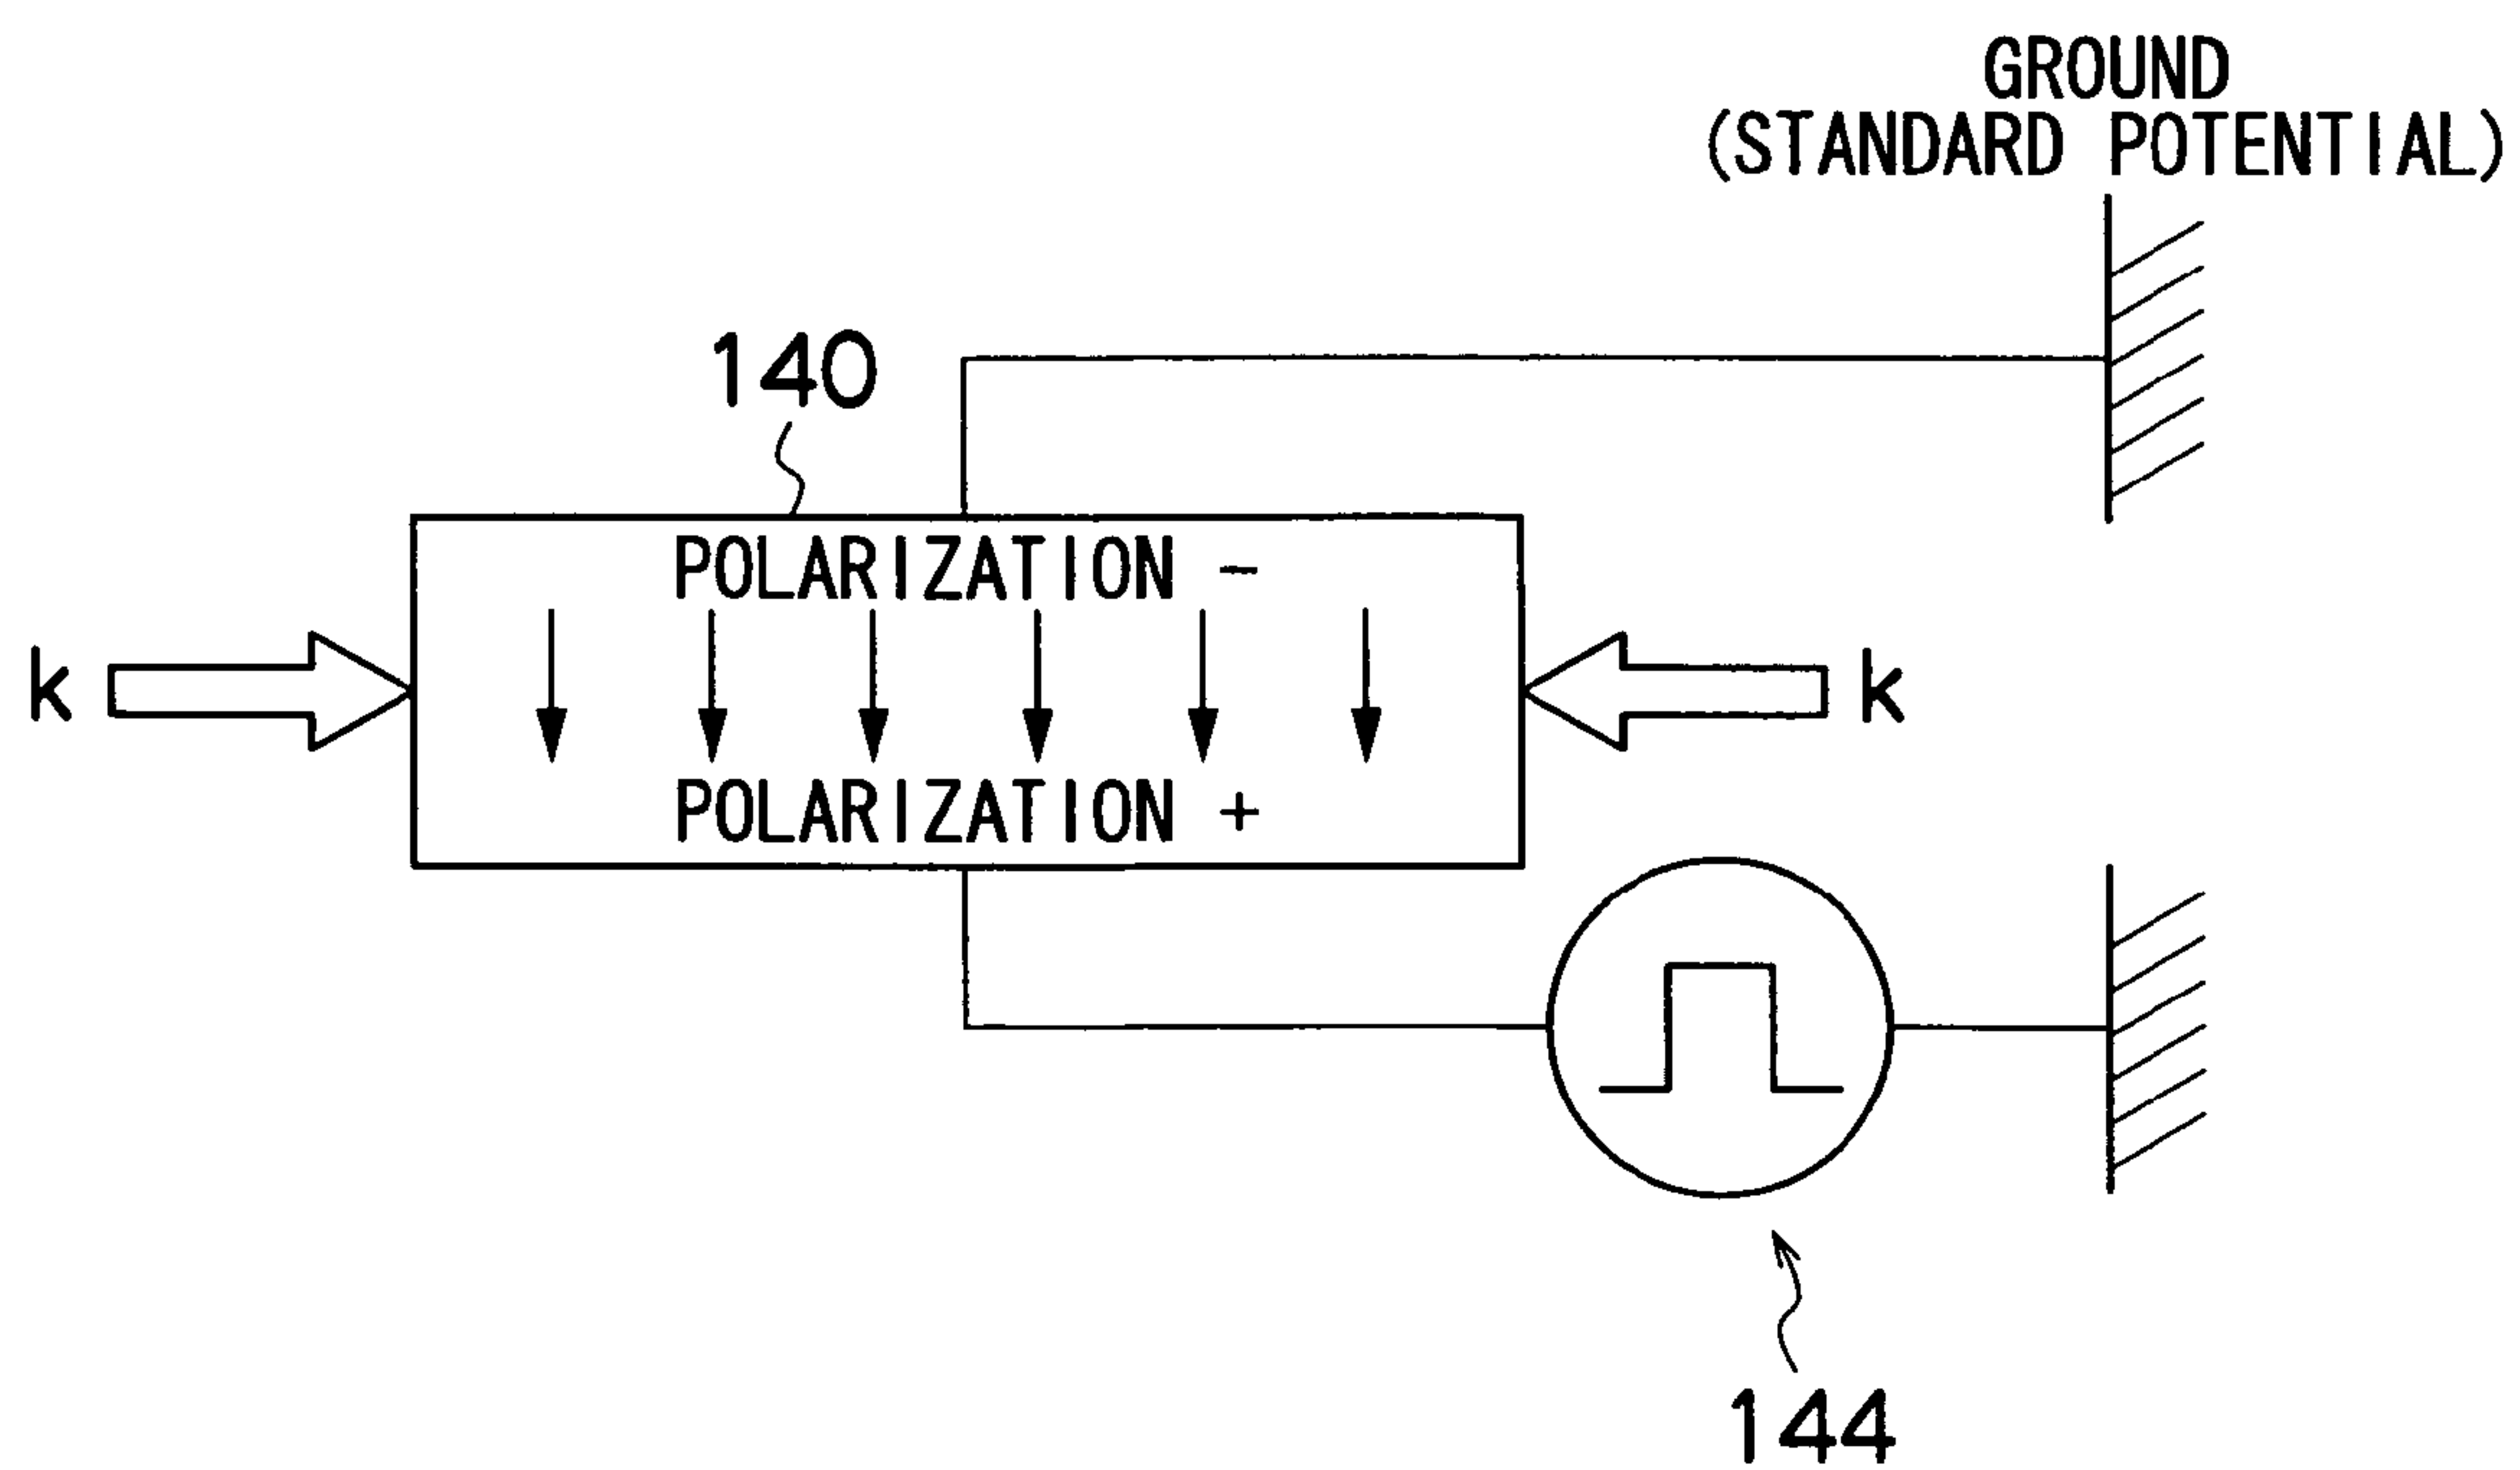 GROUND
(STANDARD POTENTIAL)
140
POLARIZATION -
k
k
POLARIZATION +
144